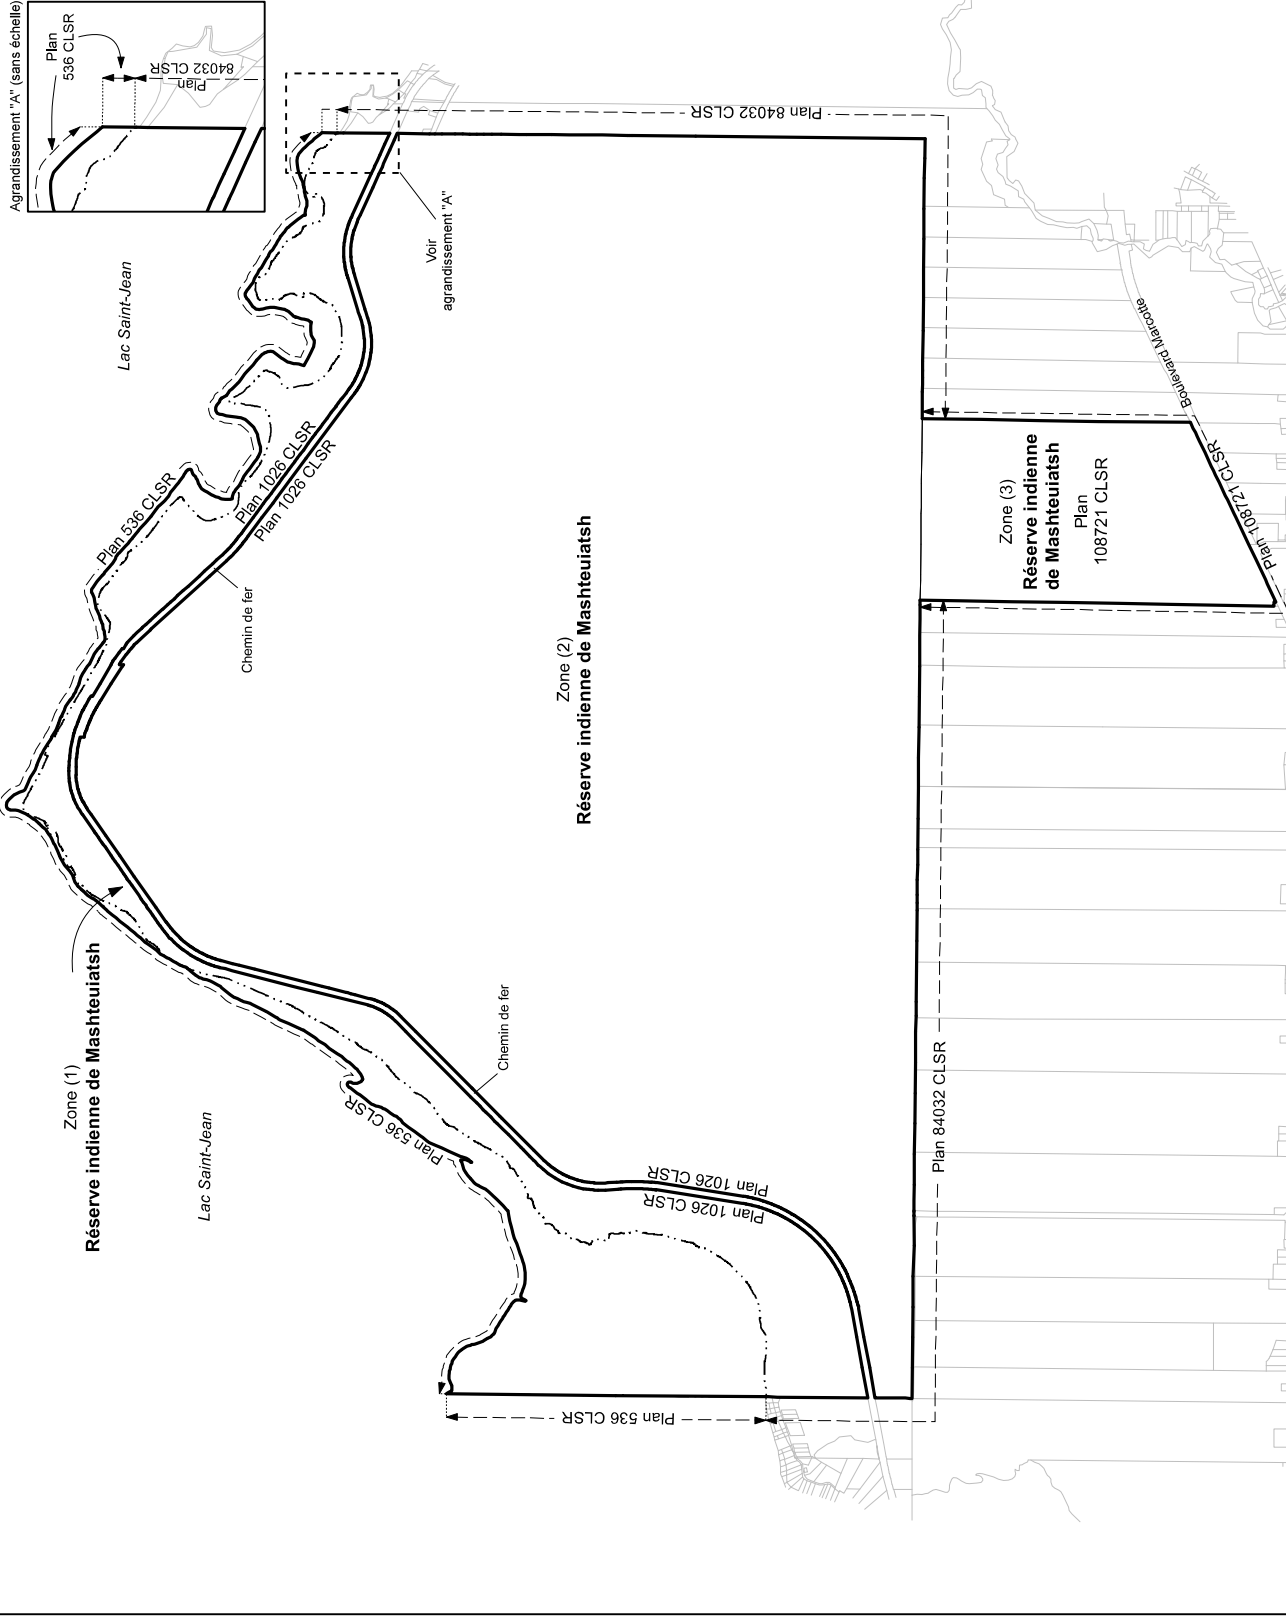 Agrandissement "A" (sans échelle)
Plan
536 CLSR
Plan
84032 CLSR
Lac Saint-Jean
Voir
agrandissement "A"
Plan 84032 CLSR
Plan 536 CLSR
Plan 1026 CLSR
Plan 1026 CLSR
Chemin de fer
Zone (2)
Réserve indienne de Mashteuiatsh
Boulevard Marcotte
Zone (3)
Réserve indienne
de Mashteuiatsh
Plan
108721 CLSR
Plan 108721 CLSR
Zone (1)
Réserve indienne de Mashteuiatsh
Lac Saint-Jean
Plan 536 CLSR
Chemin de fer
Plan 1026 CLSR
Plan 1026 CLSR
Plan 84032 CLSR
Plan 536 CLSR